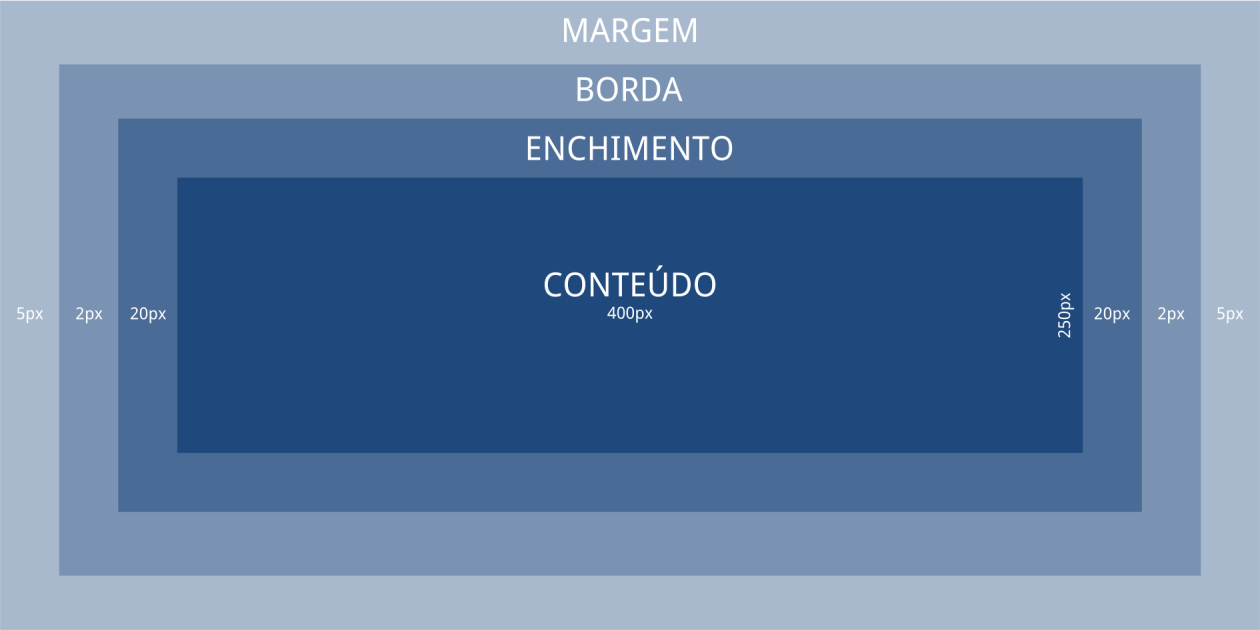 MARGEM
BORDA
ENCHIMENTO
CONTEÚDO
5px 2px 20px 400px 250px 20px 2px 5px